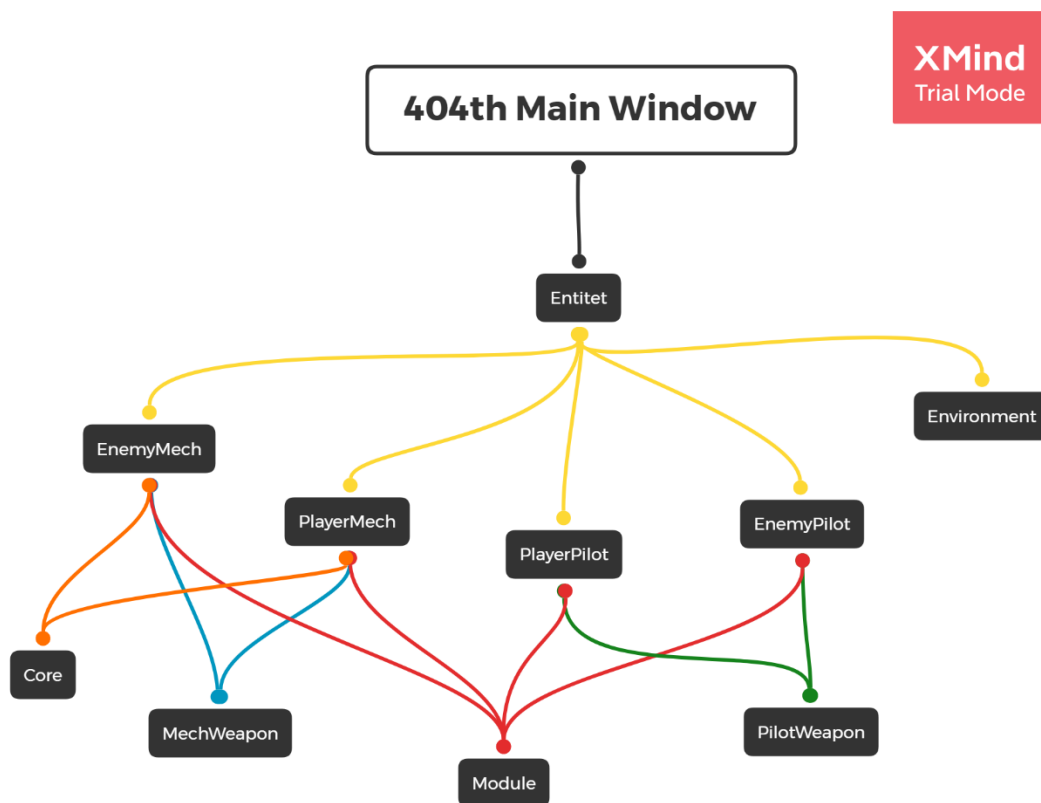 XMind
Trial Mode
404th Main Window
Entitet
Environment
EnemyMech
PlayerMech
PlayerPilot
EnemyPilot
Core
MechWeapon
Module
PilotWeapon